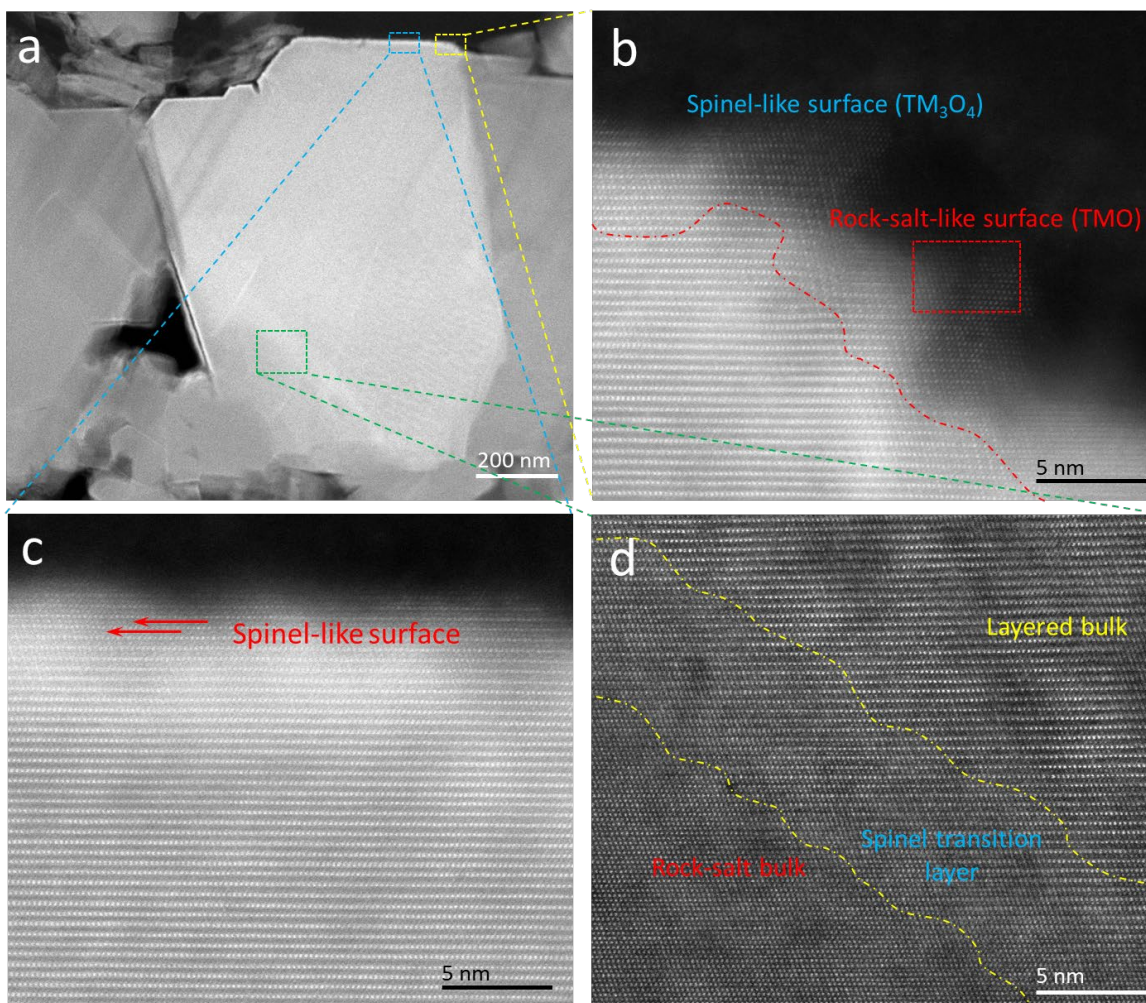 a
200 nm
b
Spinel-like surface (TM₃O₄)
Rock-salt-like surface (TMO)
5 nm
c
Spinel-like surface
5 nm
d
Layered bulk
Spinel transition
layer
Rock-salt bulk
5 nm